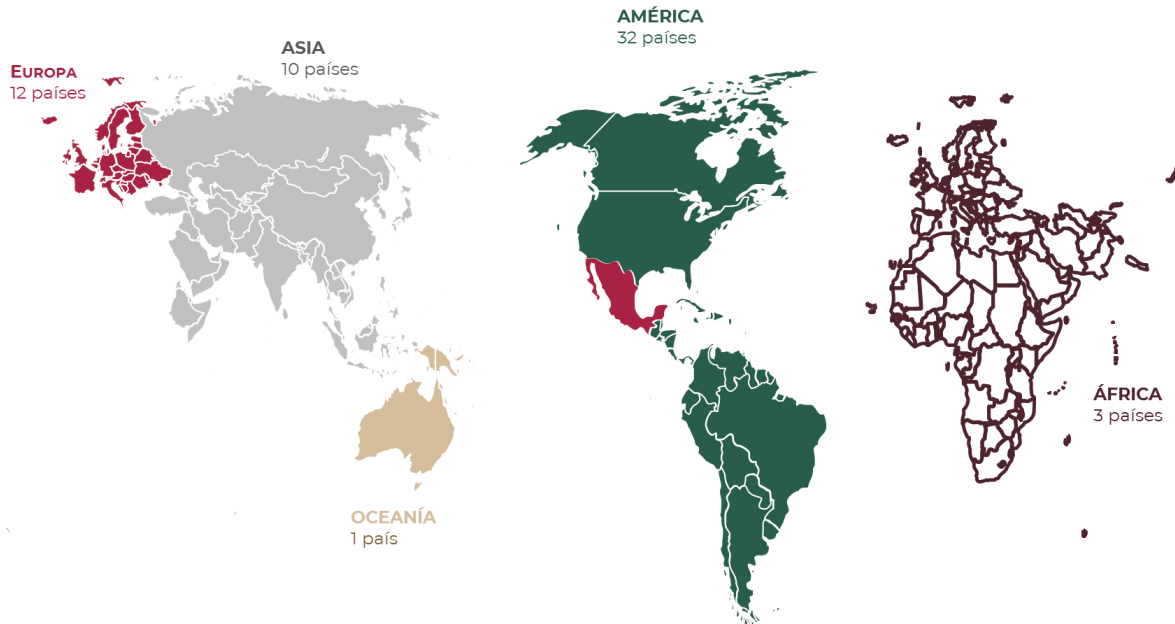 AMÉRICA
32 países
ASIA
10 países
EUROPA
12 países
ÁFRICA
3 países
OCEANÍA
1 país